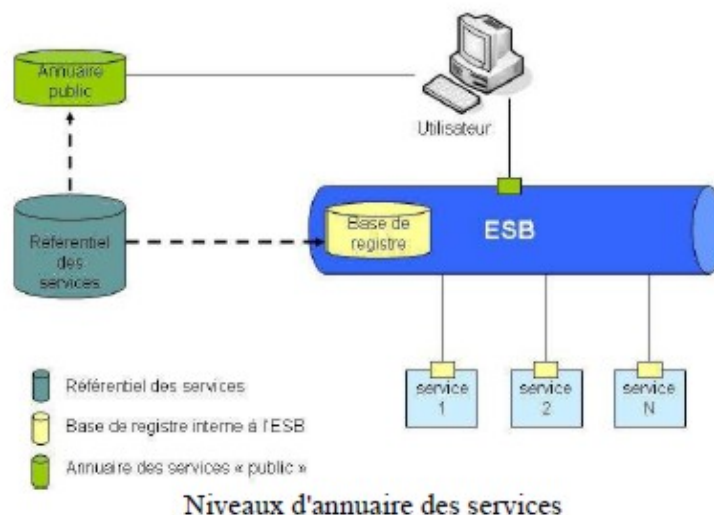 Annuaire
public
Utilisateur
Référentiel
des
services
Base de
registre
ESB
service
1
service
2
service
N
Référentiel des services
Base de registre interne à l'ESB
Annuaire des services « public »
Niveaux d'annuaire des services